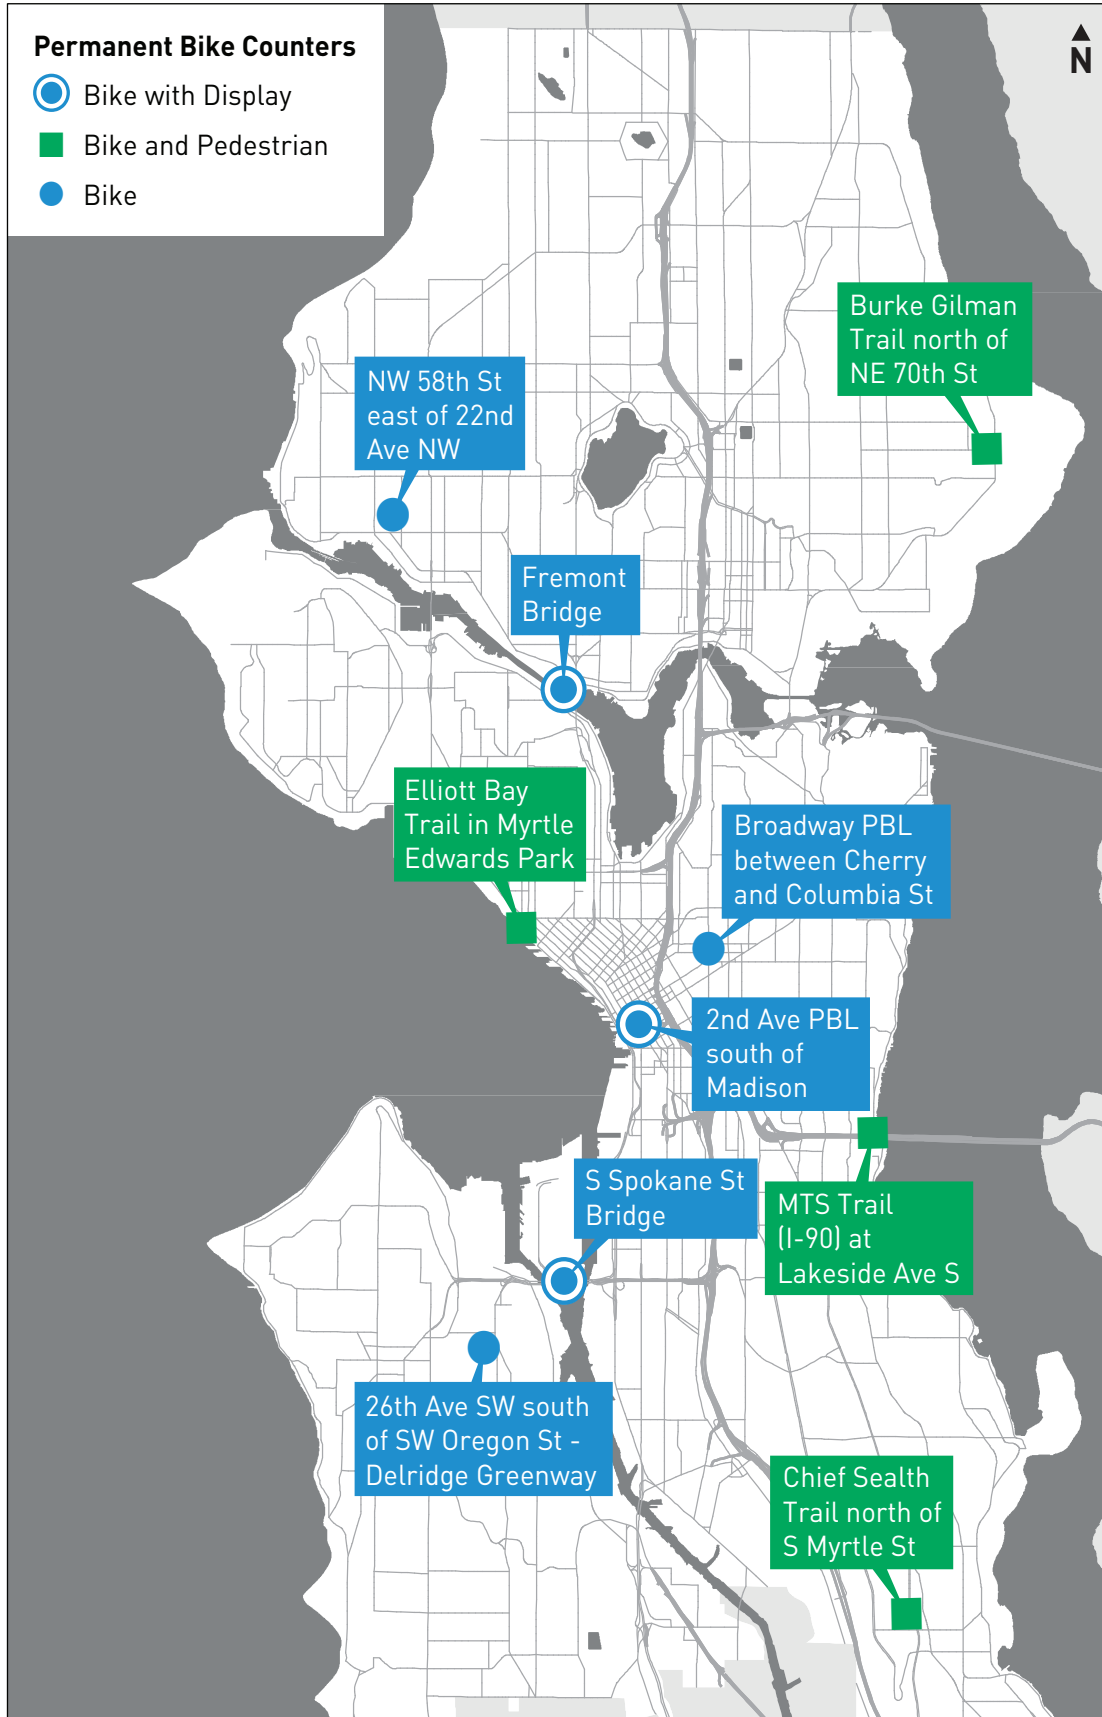 Permanent Bike Counters
Bike with Display
Bike and Pedestrian
Bike
N
Burke Gilman
Trail north of
NE 70th St
NW 58th St
east of 22nd
Ave NW
Fremont
Bridge
Elliott Bay
Trail in Myrtle
Edwards Park
Broadway PBL
between Cherry
and Columbia St
2nd Ave PBL
south of
Madison
S Spokane St
Bridge
MTS Trail
(I-90) at
Lakeside Ave S
26th Ave SW south
of SW Oregon St -
Delridge Greenway
Chief Sealth
Trail north of
S Myrtle St